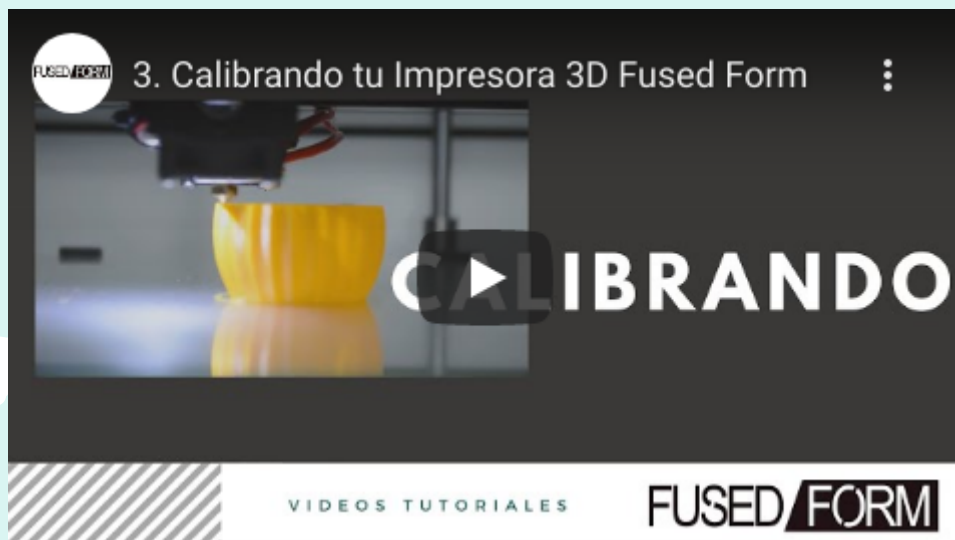 FUSED/FORM
3. Calibrando tu Impresora 3D Fused Form
CALIBRANDO
VIDEOS TUTORIALES
FUSED/FORM